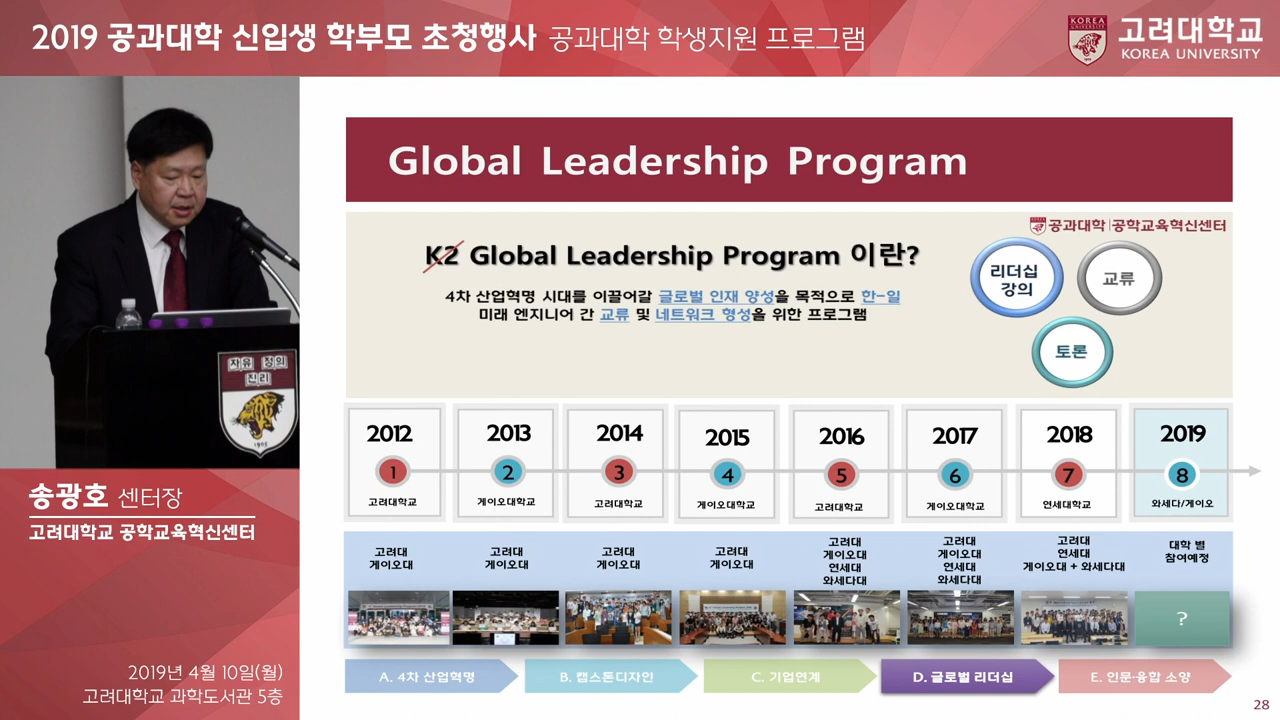 2019 공과대학 신입생 학부모 초청행사 공과대학 학생지원 프로그램
KOREA
고려대학교
KOREA UNIVERSITY
Global Leadership Program
공과대학|공학교육혁신센터
K2 Global Leadership Program 이란?
4차 산업혁명 시대를 이끌어갈 글로벌 인재 양성을 목적으로 한-일
미래 엔지니어 간 교류 및 네트워크 형성을 위한 프로그램
리더십
강의
교류
토론
자유 정의
진리
1905
2012 2013 2014 2015 2016 2017 2018 2019
1 2 3 4 5 6 7 8
고려대학교 게이오대학교 고려대학교 게이오대학교 고려대학교 게이오대학교 연세대학교 와세다/게이오
고려대
게이오대
고려대
게이오대
고려대
게이오대
고려대
게이오대
고려대
게이오대
연세대
와세다대
고려대
게이오대
연세대
와세다대
고려대
연세대
게이오대 + 와세다대
대학 별
참여예정
?
A. 4차 산업혁명 B. 캡스톤디자인 C. 기업연계 D. 글로벌 리더십 E. 인문·융합 소양
송광호 센터장
고려대학교 공학교육혁신센터
2019년 4월 10일(월)
고려대학교 과학도서관 5층
28